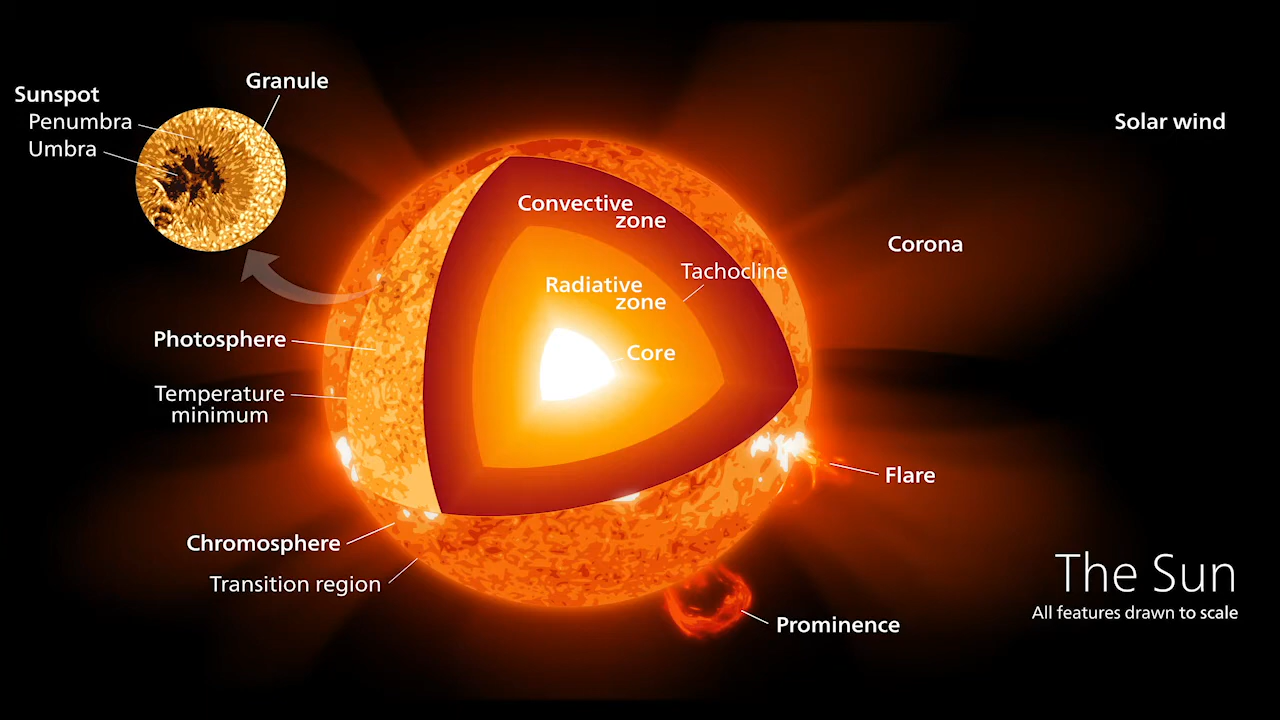 Granule
Sunspot
Penumbra
Umbra
Solar wind
Convective
zone
Corona
Tachocline
Radiative
zone
Photosphere
Core
Temperature
minimum
Flare
Chromosphere
Transition region
The Sun
All features drawn to scale
Prominence